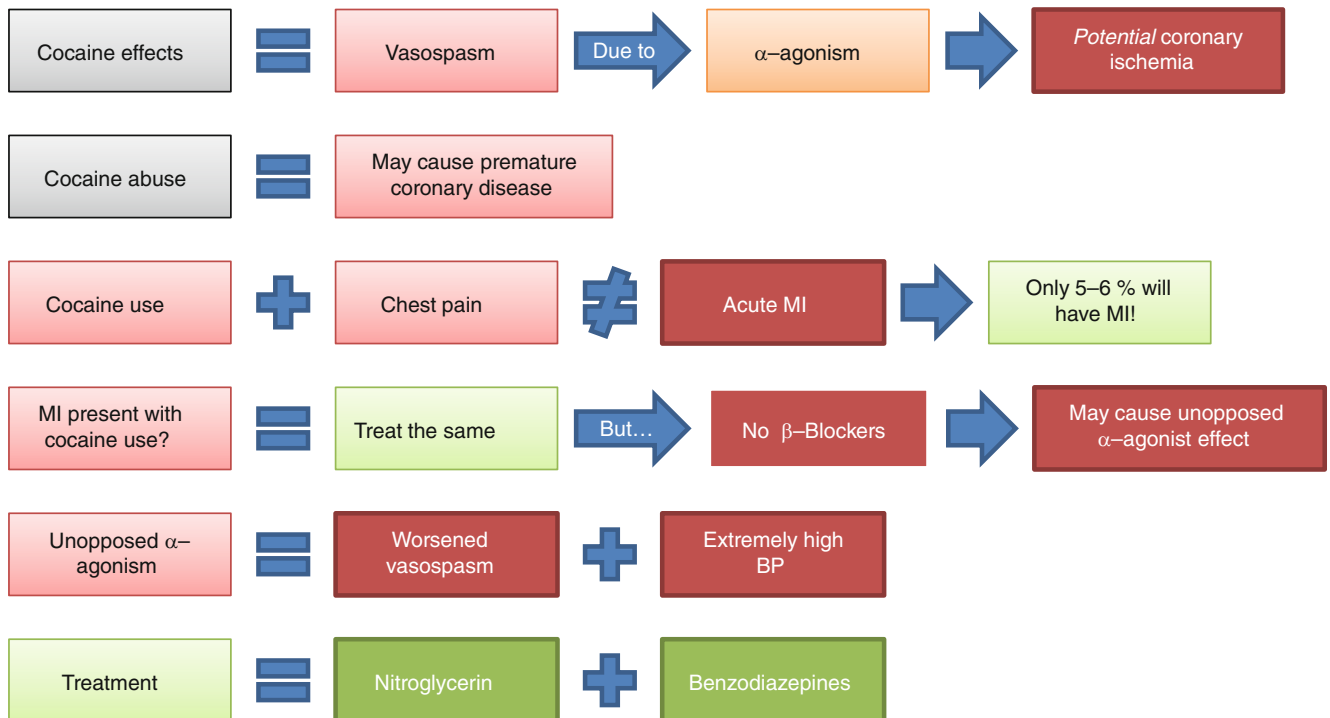 Cocaine effects
Vasospasm
Due to
α–agonism
Potential coronary
ischemia
Cocaine abuse
May cause premature
coronary disease
Cocaine use
Chest pain
Acute MI
Only 5–6 % will
have MI!
MI present with
cocaine use?
Treat the same
But…
No β–Blockers
May cause unopposed
α–agonist effect
Unopposed α–
agonism
Worsened
vasospasm
Extremely high
BP
Treatment
Nitroglycerin
Benzodiazepines